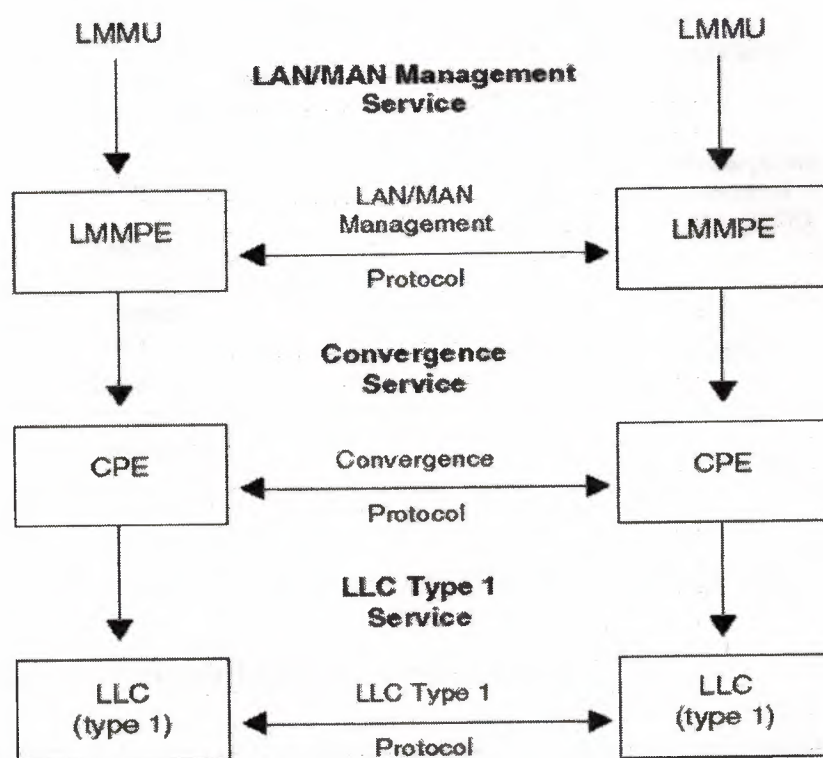 LMMU
LMMU
LAN/MAN Management
Service
LMMPE
LAN/MAN
Management
Protocol
LMMPE
Convergence
Service
CPE
Convergence
Protocol
CPE
LLC Type 1
Service
LLC
(type 1)
LLC Type 1
Protocol
LLC
(type 1)